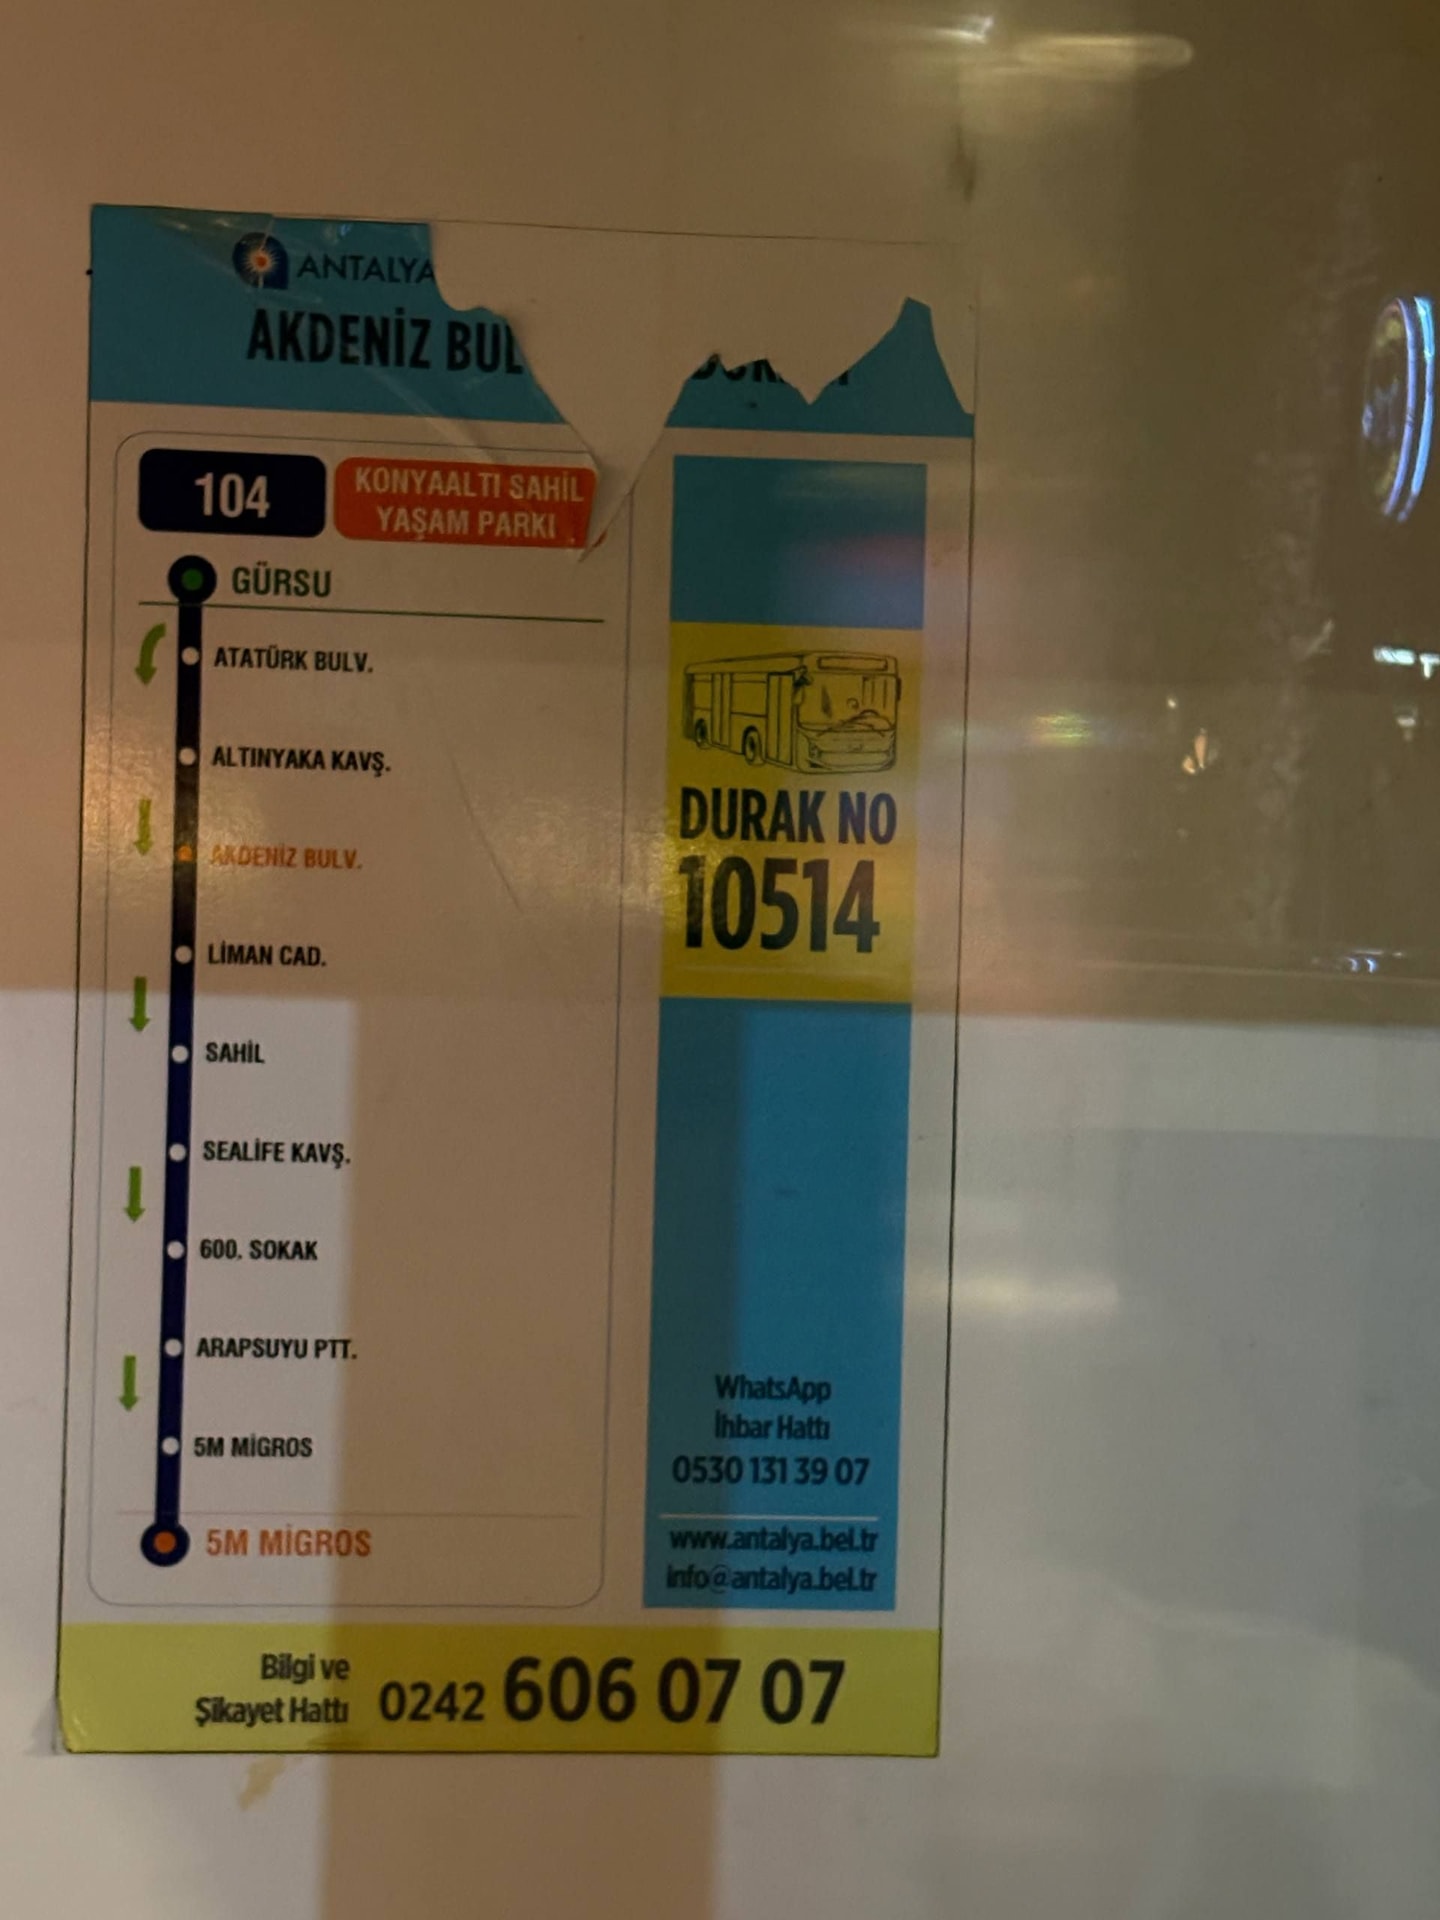 ANTALYA
AKDENİZ BUL
104
KONYAALTI SAHİL
YAŞAM PARKI
GÜRSU
ATATÜRK BULV.
ALTINYAKA KAVŞ.
AKDENİZ BULV.
LİMAN CAD.
SAHİL
SEALİFE KAVŞ.
600. SOKAK
ARAPSUYU PTT.
5M MİGROS
5M MİGROS
DURAK NO
10514
WhatsApp
İhbar Hattı
0530 131 39 07
www.antalya.bel.tr
info@antalya.bel.tr
Bilgi ve
Şikayet Hattı
0242 606 07 07